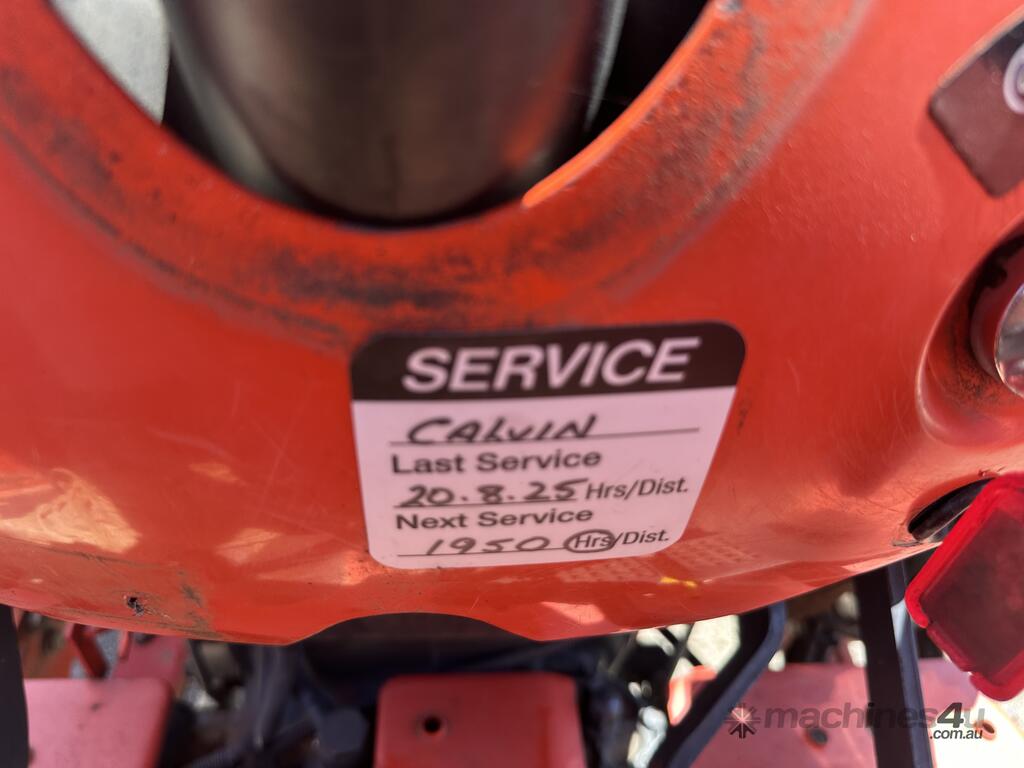 SERVICE
CALVIN
Last Service
20.8.25 Hrs/Dist.
Next Service
1950 Hrs/Dist.
machines4u
.com.au